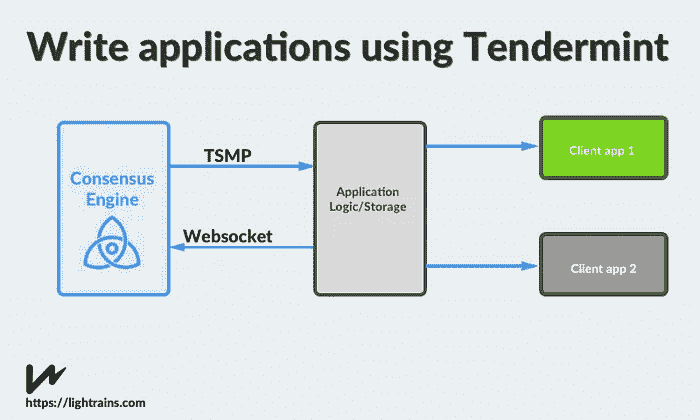 Write applications using Tendermint
Consensus
Engine
TSMP
Websocket
Application
Logic/Storage
Client app 1
Client app 2
https://lightrains.com